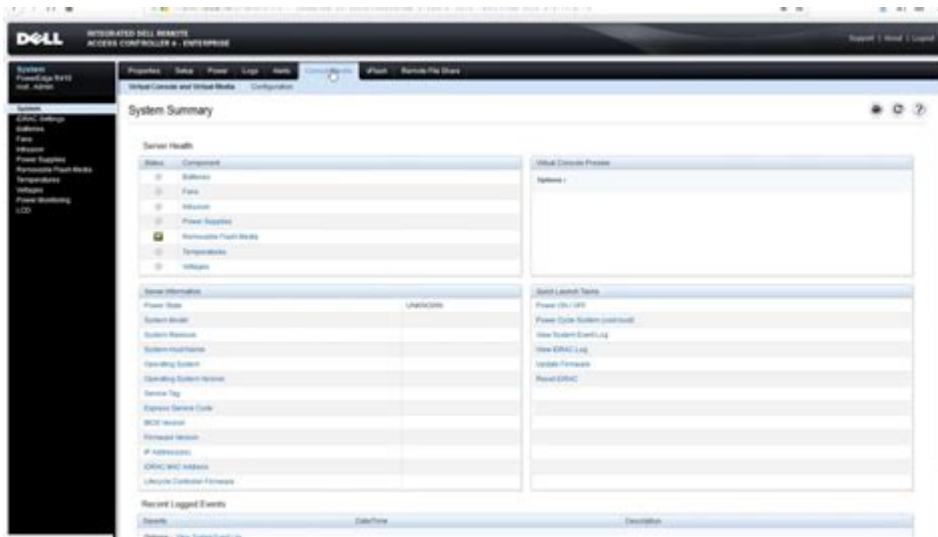 DELL
INTEGRATED DELL REMOTE
ACCESS CONTROLLER 6 - ENTERPRISE
Support | About | Logout
System
PowerEdge R410
root, Admin
Properties Setup Power Logs Alerts Console/Media vFlash Remote File Share
Virtual Console and Virtual Media Configuration
System
iDRAC Settings
Batteries
Fans
Intrusion
Power Supplies
Removable Flash Media
Temperatures
Voltages
Power Monitoring
LCD
System Summary
Server Health
Status Component
Batteries
Fans
Intrusion
Power Supplies
Removable Flash Media
Temperatures
Voltages
Virtual Console Preview
Options :
Server Information
Power State UNKNOWN
System Model
System Revision
System Host Name
Operating System
Operating System Version
Service Tag
Express Service Code
BIOS Version
Firmware Version
IP Address(es)
iDRAC MAC Address
Lifecycle Controller Firmware
Quick Launch Tasks
Power ON / OFF
Power Cycle System (cold boot)
View System Event Log
View iDRAC Log
Update Firmware
Reset iDRAC
Recent Logged Events
Severity Date/Time Description
Options : View System Event Log